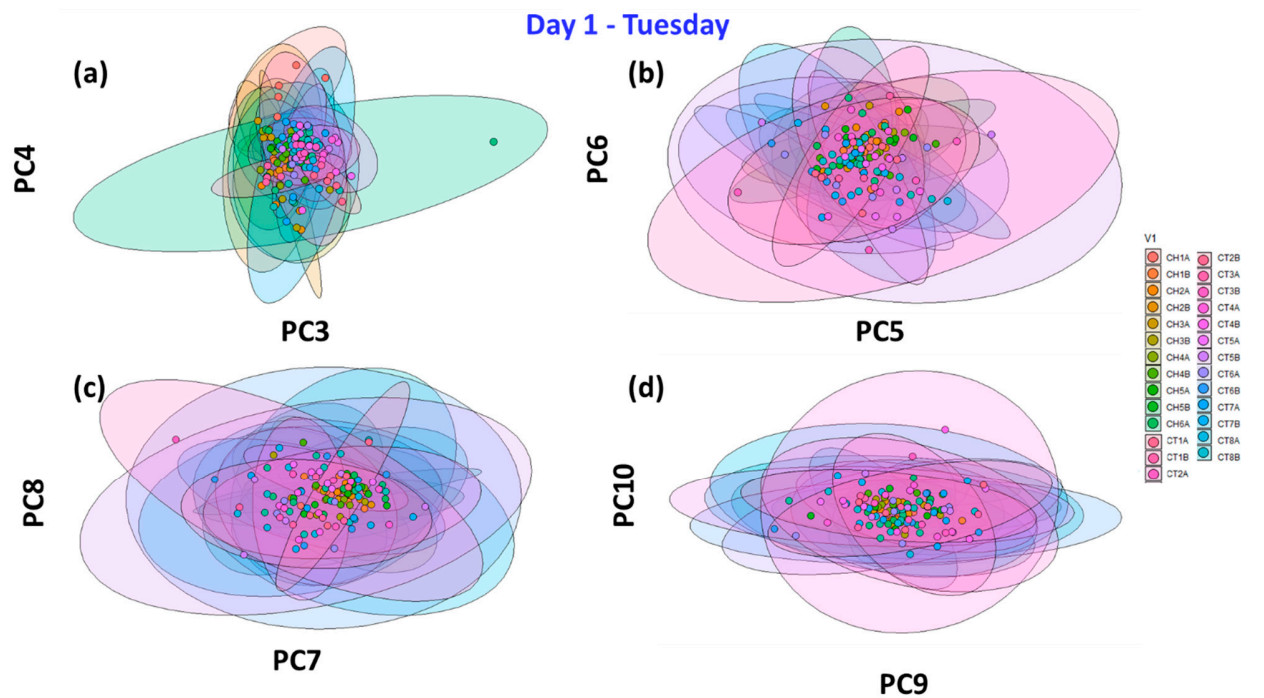 Day 1 - Tuesday
(a)
PC4
PC3
(b)
PC6
PC5
(c)
PC8
PC7
(d)
PC10
PC9
V1
CH1A
CH1B
CH2A
CH2B
CH3A
CH3B
CH4A
CH4B
CH5A
CH5B
CH6A
CT1A
CT1B
CT2A
CT2B
CT3A
CT3B
CT4A
CT4B
CT5A
CT5B
CT6A
CT6B
CT7A
CT7B
CT8A
CT8B